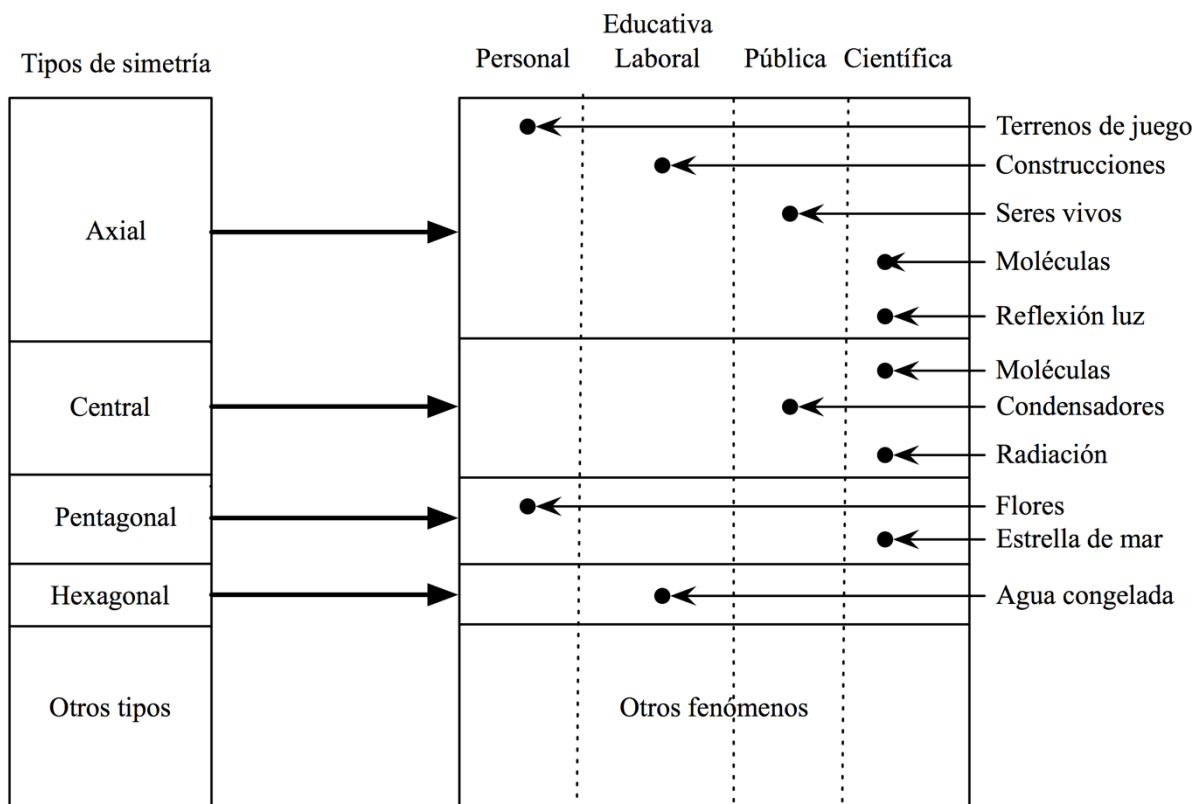 Tipos de simetría
Educativa
Personal Laboral Pública Científica
Terrenos de juego
Construcciones
Axial
Seres vivos
Moléculas
Reflexión luz
Central
Moléculas
Condensadores
Radiación
Pentagonal
Flores
Estrella de mar
Hexagonal
Agua congelada
Otros tipos
Otros fenómenos